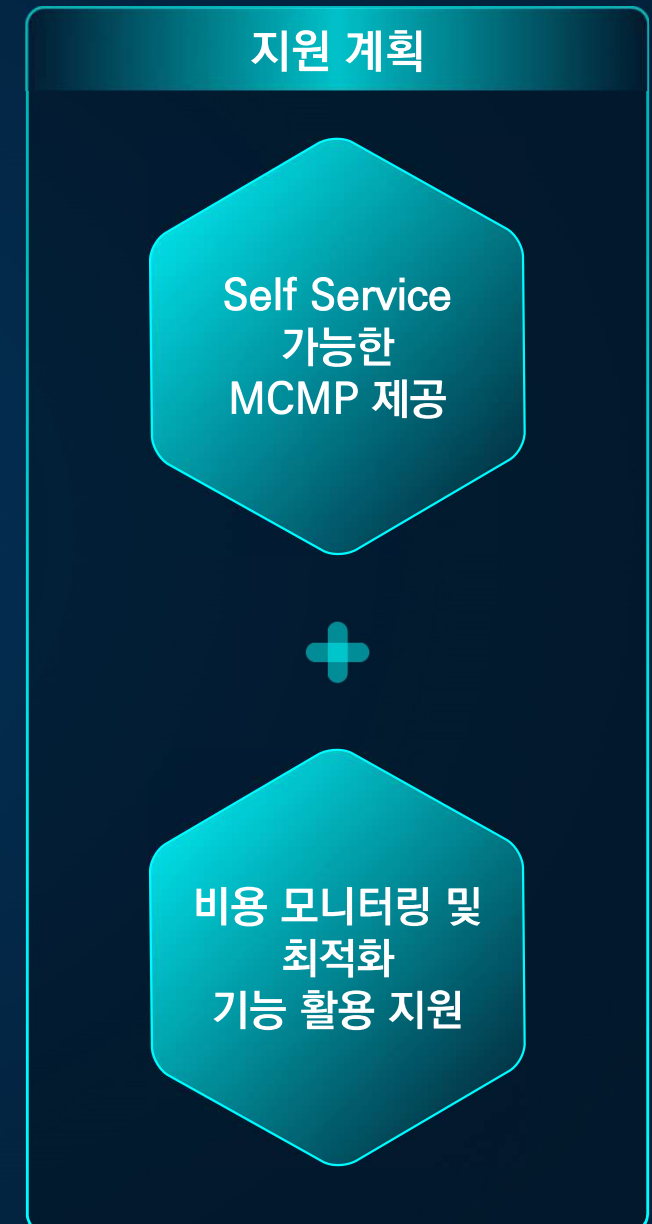 지원 계획
Self Service
가능한
MCMP 제공
비용 모니터링 및
최적화
기능 활용 지원